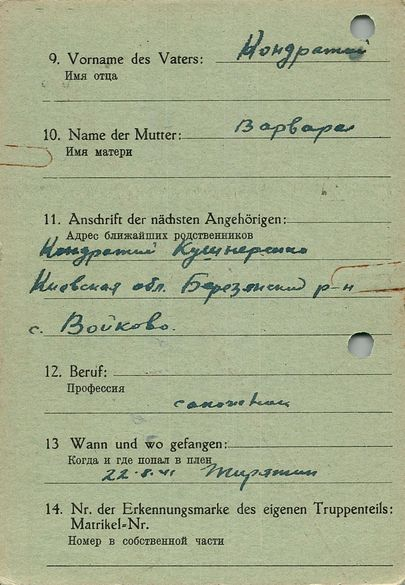 9. Vorname des Vaters: Кондратий
Имя отца
10. Name der Mutter: Варвара
Имя матери
11. Anschrift der nächsten Angehörigen:
Адрес ближайших родственников
Кондратий Кушнеренко
Киевская обл. Березанский р-н
с. Войково.
12. Beruf:
Профессия
13 Wann und wo gefangen:
Когда и где попал в плен
22-8-41
14. Nr. der Erkennungsmarke des eigenen Truppenteils:
Matrikel-Nr.
Номер в собственной части